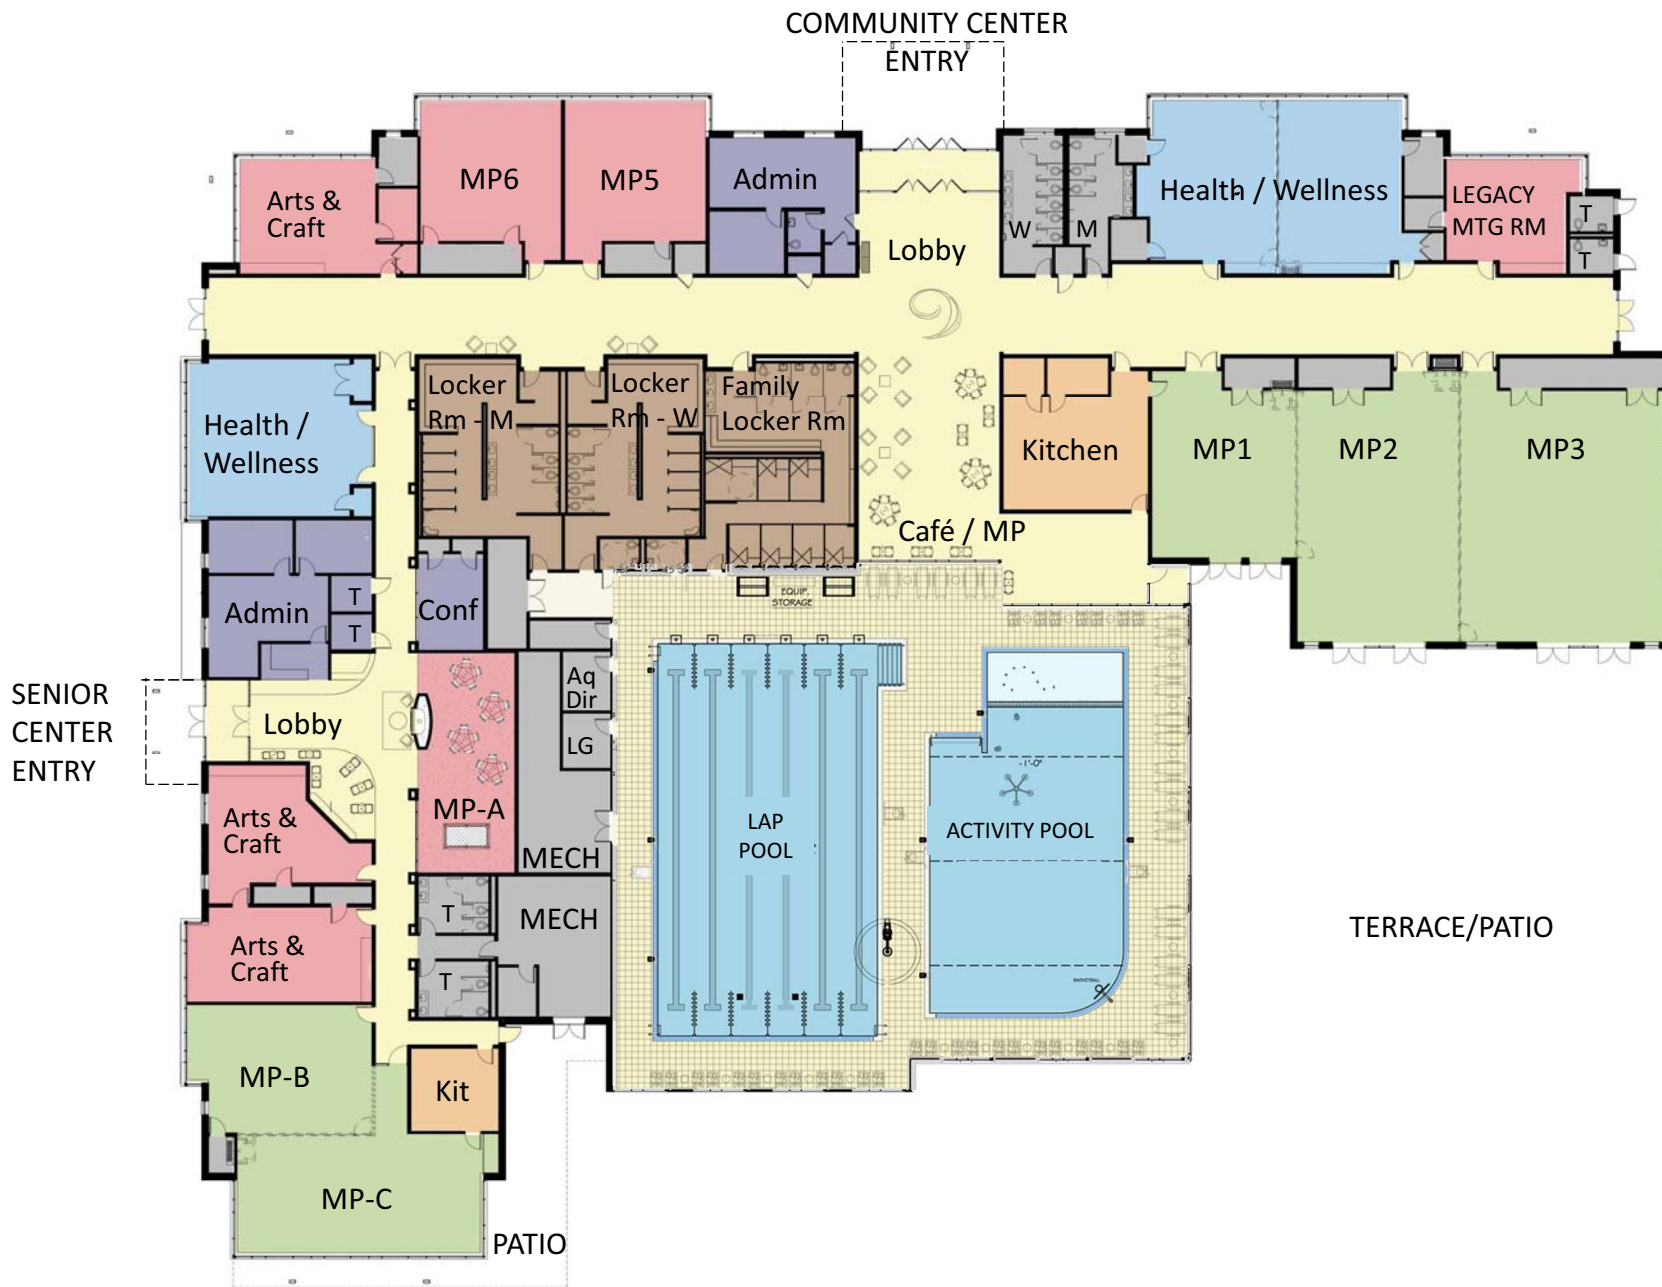 COMMUNITY CENTER
ENTRY
MP6
MP5
Admin
Arts &
Craft
Lobby
W
M
Health / Wellness
LEGACY
MTG RM
T
T
Locker
Rm - M
Locker
Rm - W
Family
Locker Rm
Health /
Wellness
Kitchen
MP1
MP2
MP3
Café / MP
EQUIP.
STORAGE
Admin
T
T
Conf
SENIOR
CENTER
ENTRY
Lobby
Aq
Dir
LG
MP-A
MECH
Arts &
Craft
LAP
POOL
-1'-0"
ACTIVITY POOL
T
MECH
T
Arts &
Craft
BASKETBALL
TERRACE/PATIO
MP-B
Kit
MP-C
PATIO